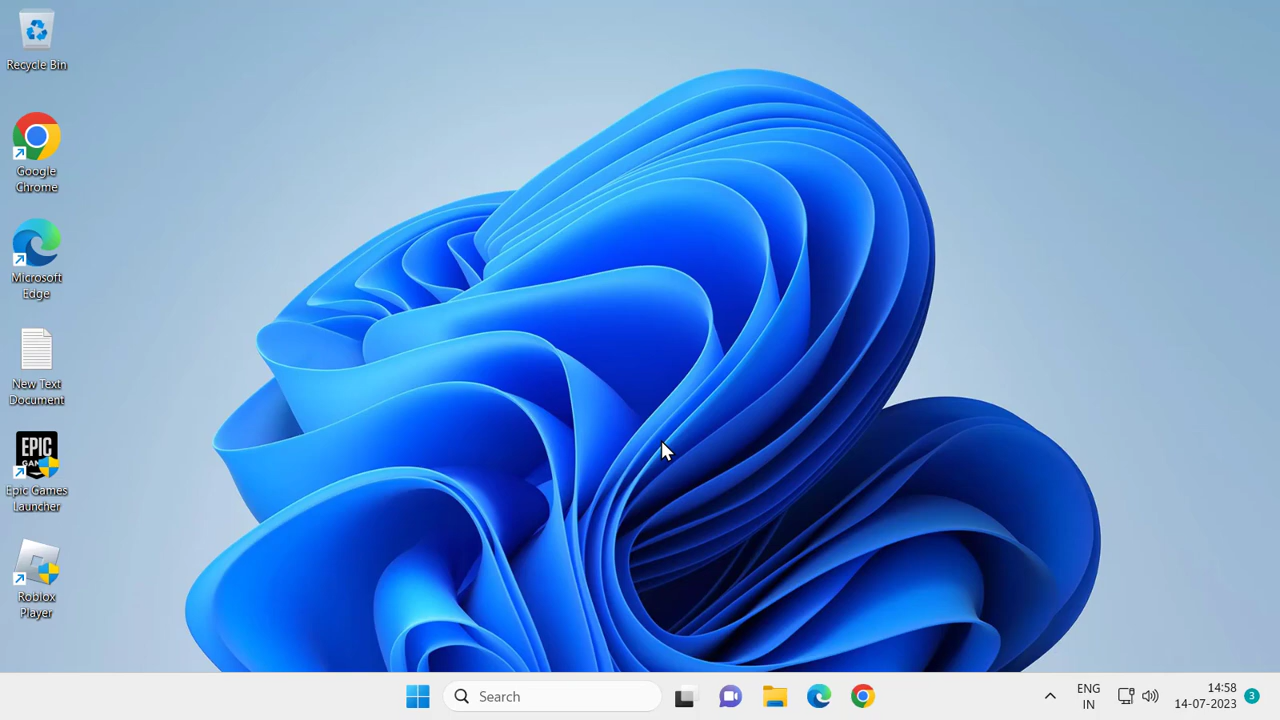 Recycle Bin
Google
Chrome
Microsoft
Edge
New Text
Document
EPIC
Epic Games
Launcher
Roblox
Player
Search
ENG
IN
14:58
14-07-2023
3